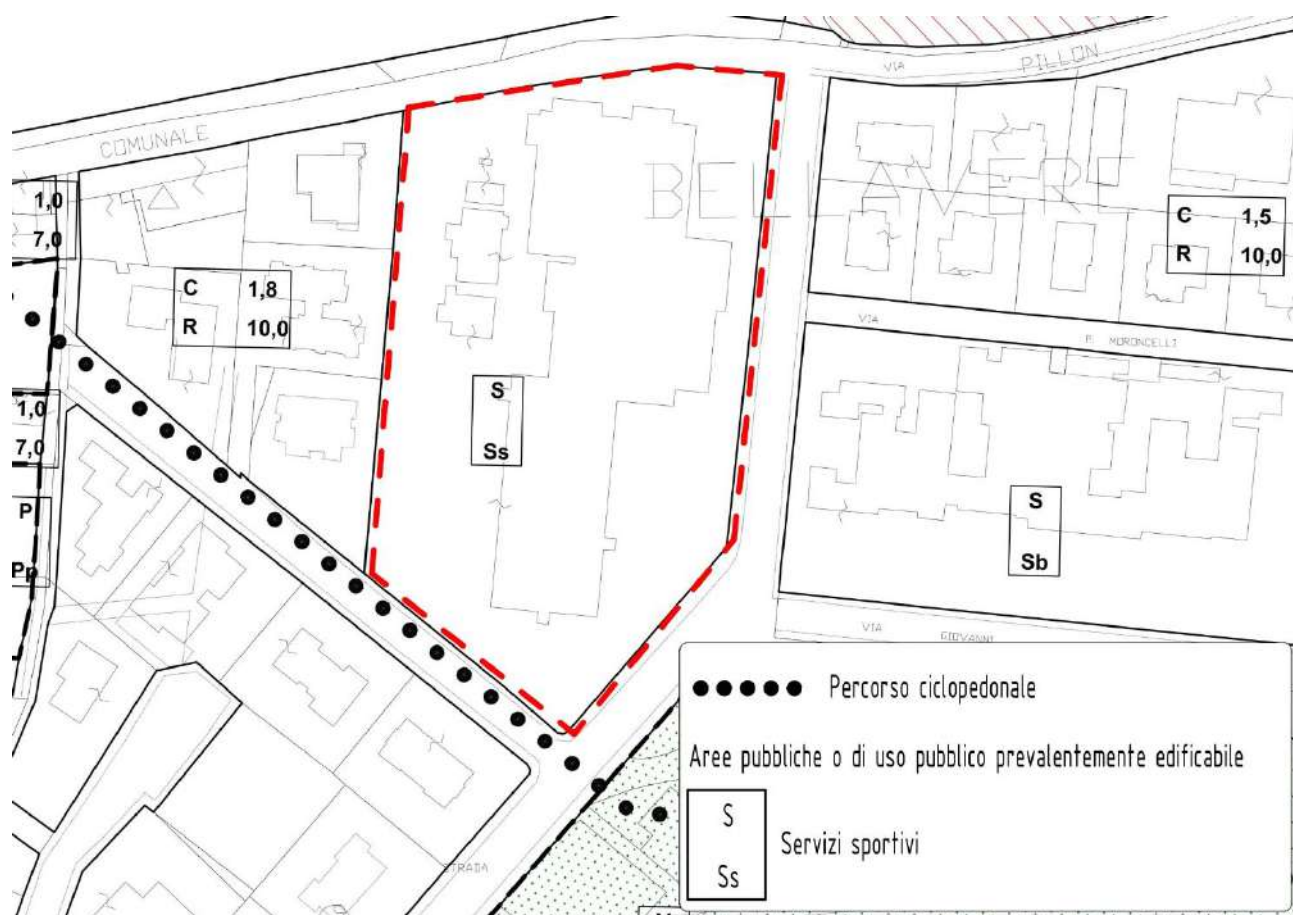 VIA
PILLON
COMUNALE
1,0
7,0
C 1,8
R 10,0
C 1,5
R 10,0
VIA
MORONCELLI
S
Ss
1,0
7,0
P
Pp
S
Sb
VIA GIOVANNI
STRADA
Percorso ciclopedonale
Aree pubbliche o di uso pubblico prevalentemente edificabile
S
Ss
Servizi sportivi